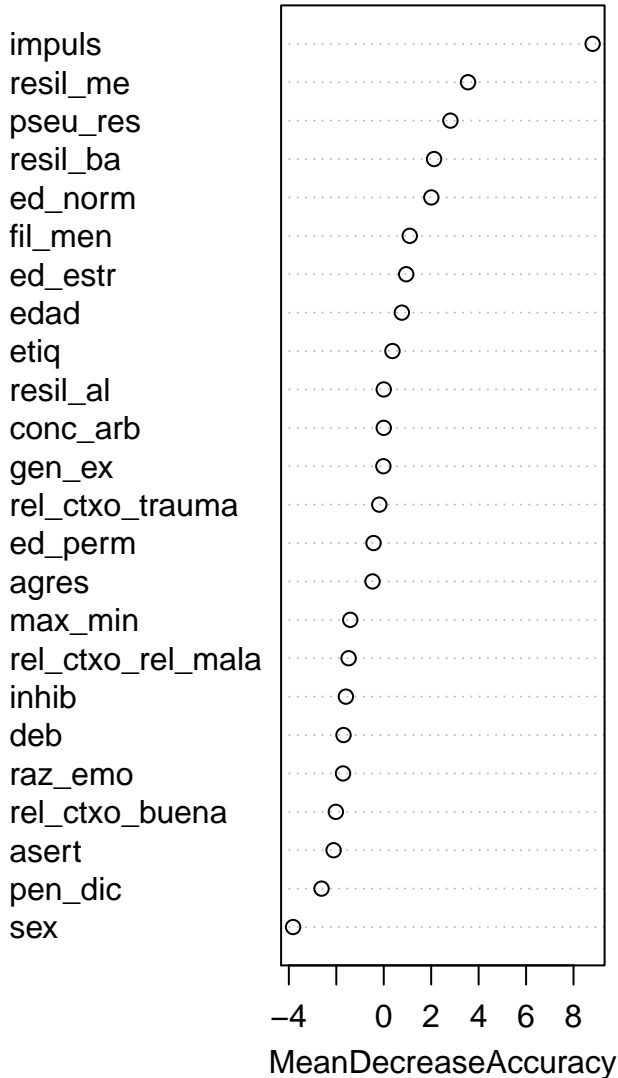 impuls
resil_me
pseu_res
resil_ba
ed_norm
fil_men
ed_estr
edad
etiq
resil_al
conc_arb
gen_ex
rel_ctxo_trauma
ed_perm
agres
max_min
rel_ctxo_rel_mala
inhib
deb
raz_emo
rel_ctxo_buena
asert
pen_dic
sex
−4 0 2 4 6 8
MeanDecreaseAccuracy